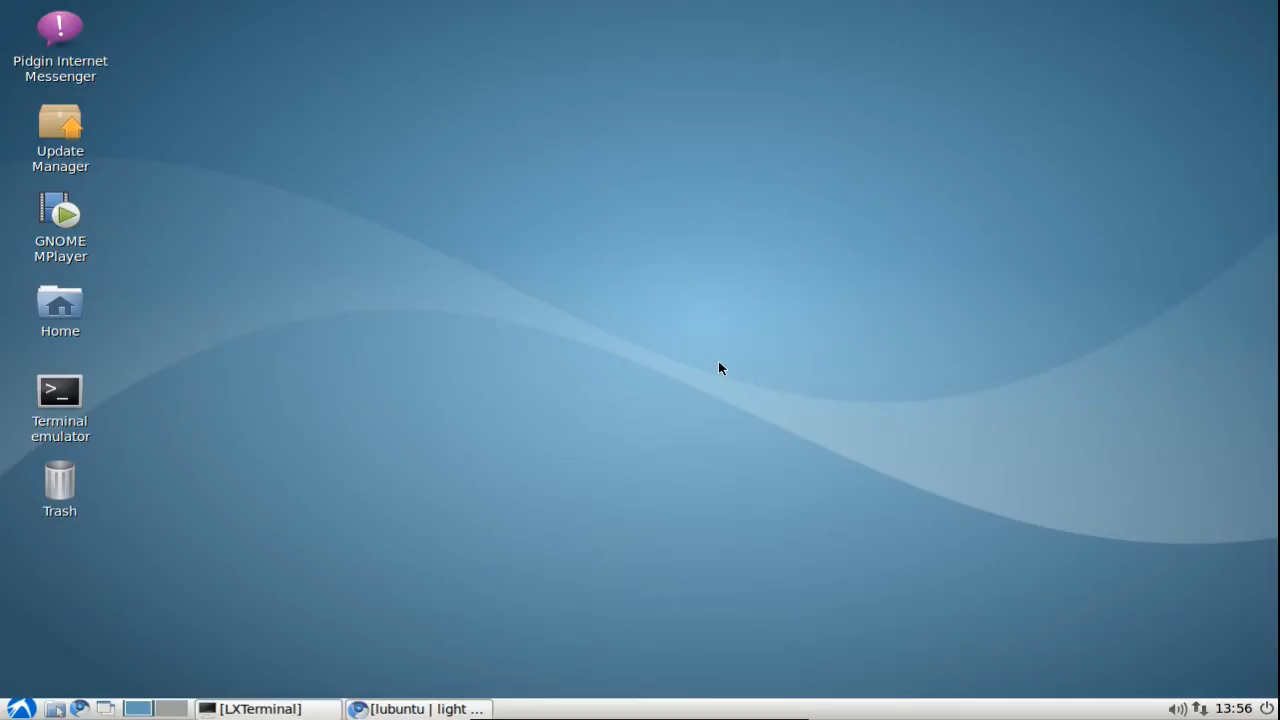 Pidgin Internet
Messenger
Update
Manager
GNOME
MPlayer
Home
>_
Terminal
emulator
Trash
[LXTerminal]
[lubuntu | light ...
13:56